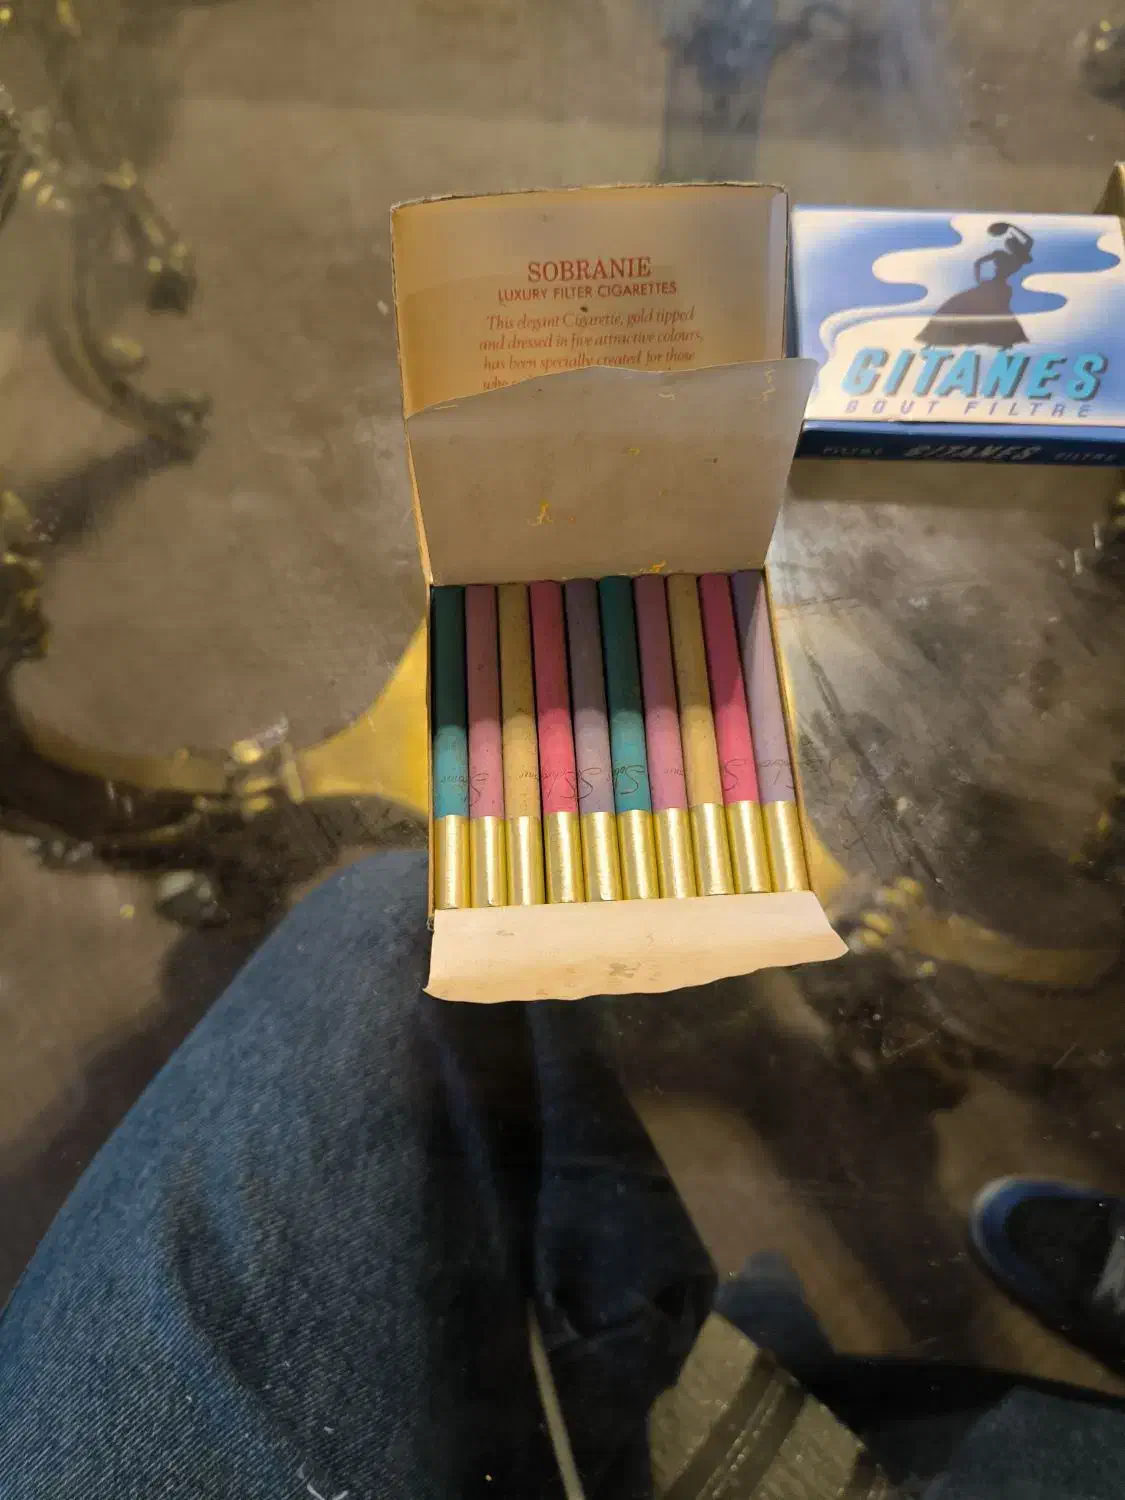 SOBRANIE
LUXURY FILTER CIGARETTES
This elegant Cigarette, gold tipped
and dressed in five attractive colours,
has been specially created for those
GITANES
GOUT FILTRE
FILTRE GITANES FILTRE